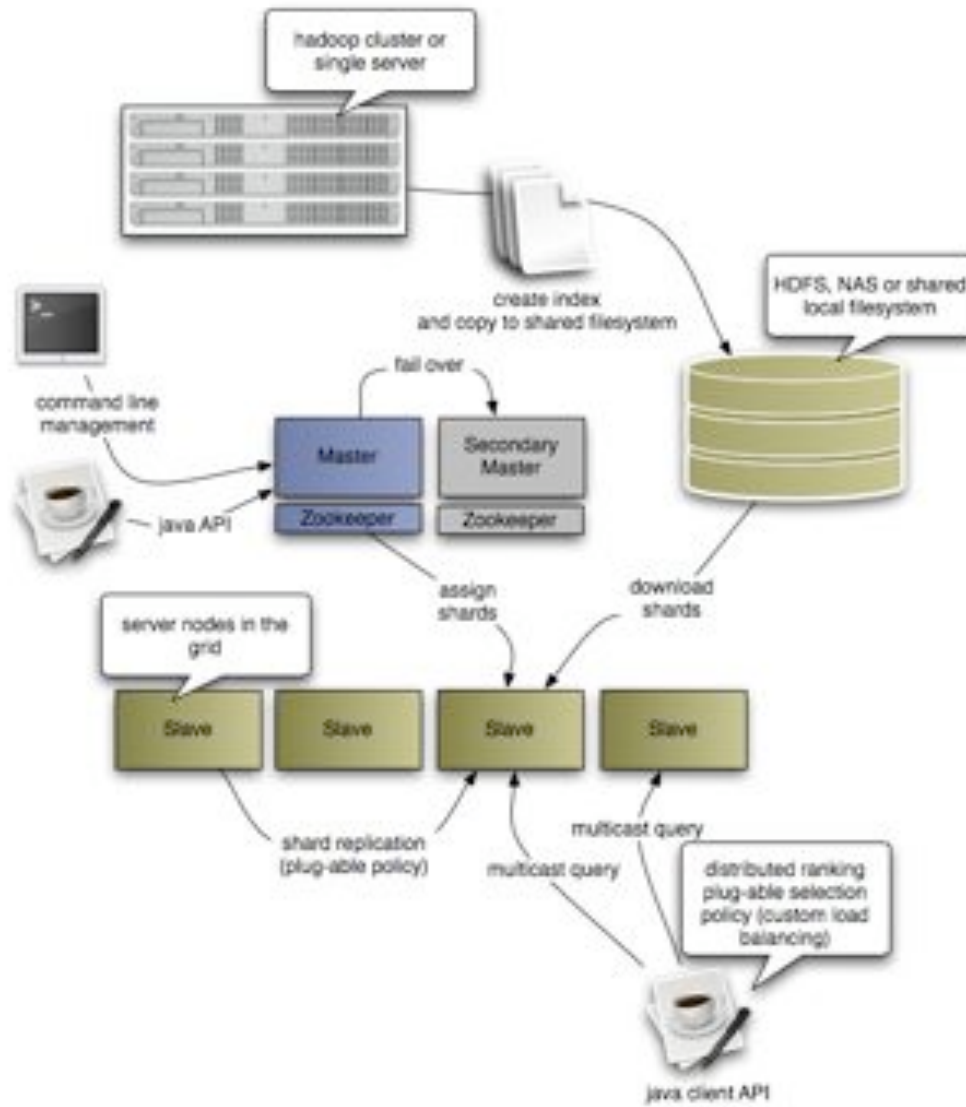 hadoop cluster or
single server
create index
and copy to shared filesystem
HDFS, NAS or shared
local filesystem
>_
command line
management
fail over
Master
Secondary
Master
Zookeeper
Zookeeper
java API
assign
shards
download
shards
server nodes in the
grid
Slave
Slave
Slave
Slave
shard replication
(plug-able policy)
multicast query
multicast query
distributed ranking
plug-able selection
policy (custom load
balancing)
java client API